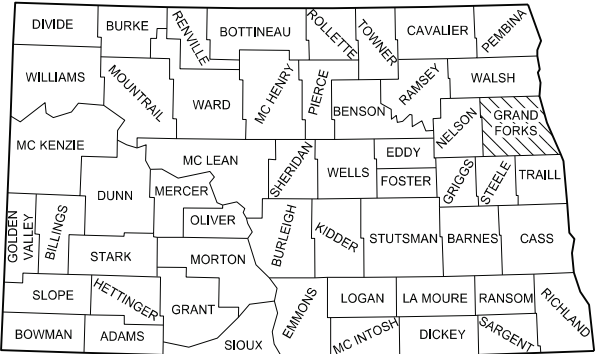 DIVIDE
BURKE
RENVILLE
BOTTINEAU
ROLLETTE
TOWNER
CAVALIER
PEMBINA
WILLIAMS
MOUNTRAIL
WARD
MC HENRY
PIERCE
BENSON
RAMSEY
WALSH
NELSON
GRAND
FORKS
MC KENZIE
MC LEAN
SHERIDAN
WELLS
EDDY
FOSTER
GRIGGS
STEELE
TRAILL
DUNN
MERCER
OLIVER
GOLDEN
VALLEY
BILLINGS
STARK
MORTON
BURLEIGH
KIDDER
STUTSMAN
BARNES
CASS
SLOPE
HETTINGER
GRANT
EMMONS
LOGAN
LA MOURE
RANSOM
RICHLAND
BOWMAN
ADAMS
SIOUX
MC INTOSH
DICKEY
SARGENT